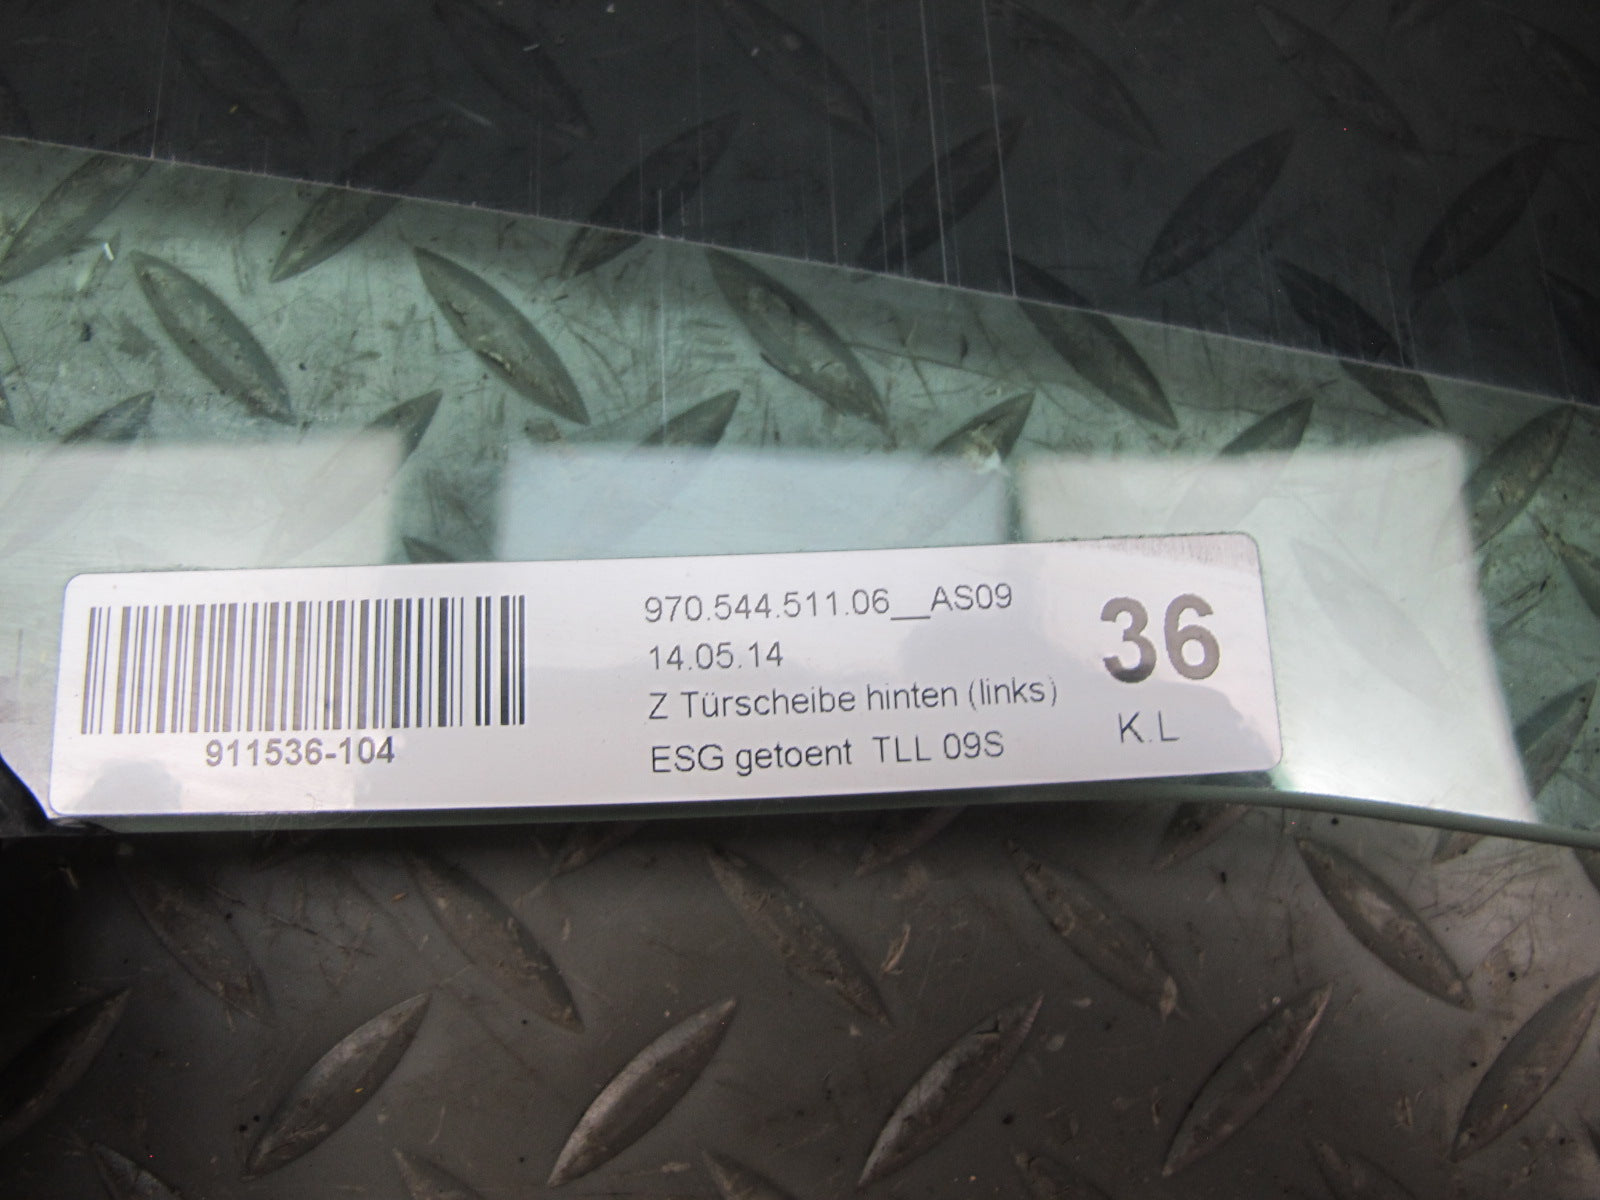 970.544.511.06__AS09
14.05.14
Z Türscheibe hinten (links)
ESG getoent TLL 09S
36
K.L
911536-104